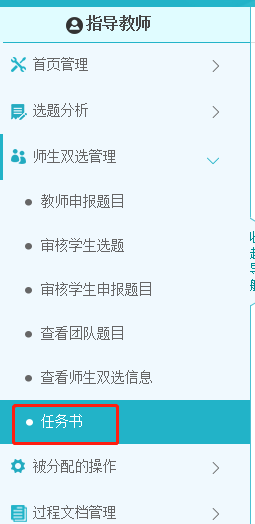 指导教师
首页管理
选题分析
师生双选管理
教师申报题目
审核学生选题
审核学生申报题目
查看团队题目
查看师生双选信息
任务书
被分配的操作
过程文档管理